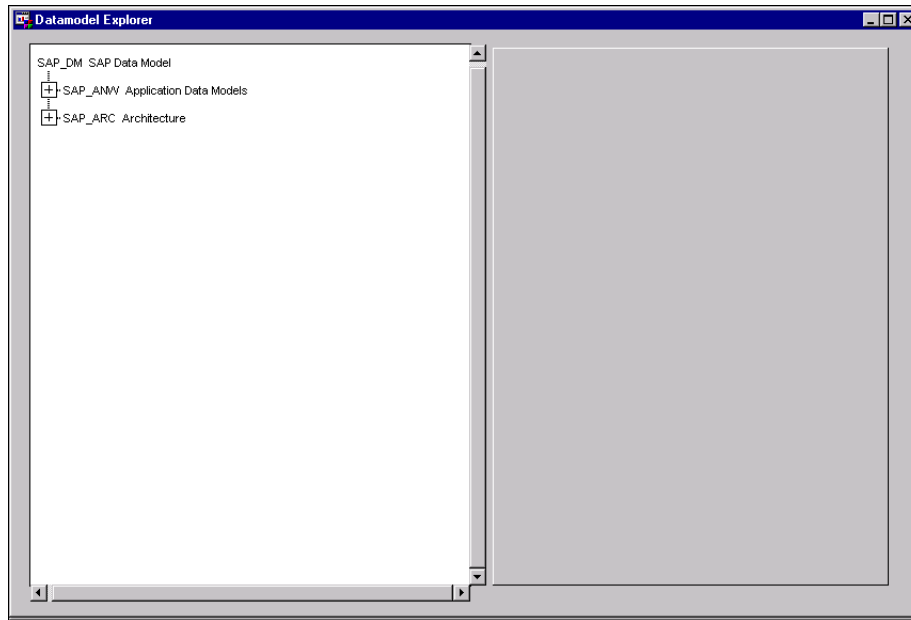 Datamodel Explorer
SAP_DM SAP Data Model
SAP_ANW Application Data Models
SAP_ARC Architecture